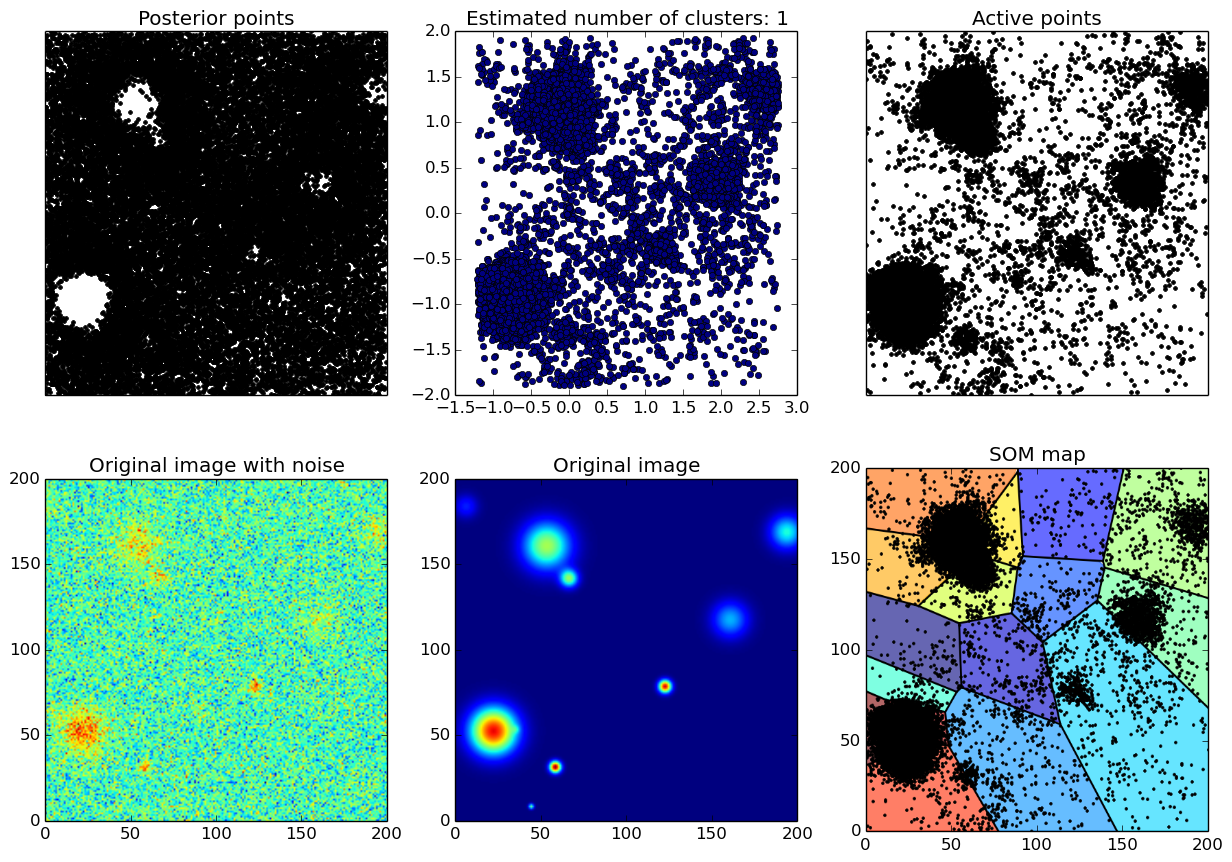 Posterior points
Estimated number of clusters: 1
Active points
2.0
1.5
1.0
0.5
0.0
−0.5
−1.0
−1.5
−2.0
−1.5 −1.0 −0.5 0.0 0.5 1.0 1.5 2.0 2.5 3.0
Original image with noise
Original image
SOM map
200
150
100
50
0
0 50 100 150 200
200
150
100
50
0
0 50 100 150 200
200
150
100
50
0
0 50 100 150 200